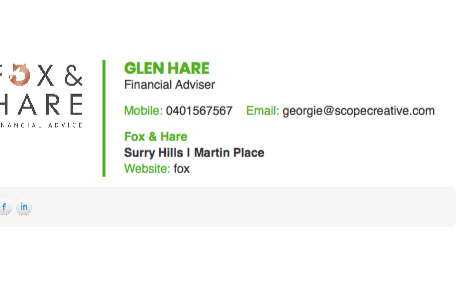 FOX &
HARE
FINANCIAL ADVICE
GLEN HARE
Financial Adviser
Mobile: 0401567567 Email: georgie@scopecreative.com
Fox & Hare
Surry Hills I Martin Place
Website: fox
f in